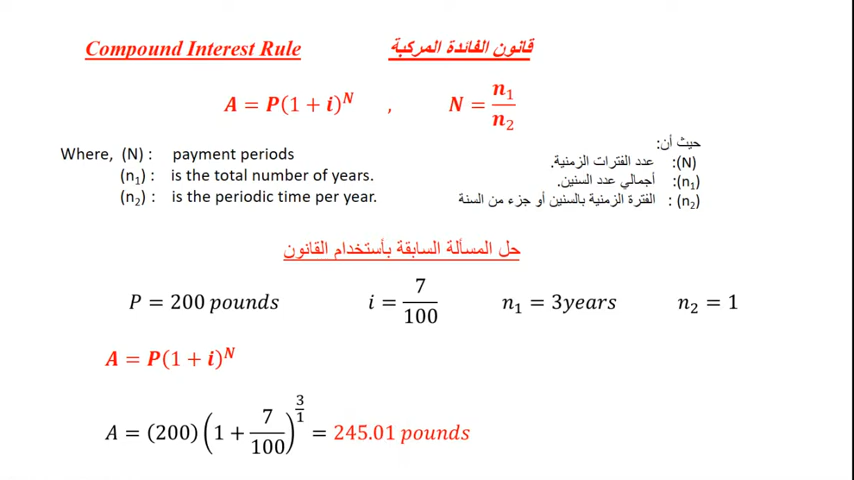 Compound Interest Rule قانون الفائدة المركبة
A = P(1 + i)^N , N = n₁/n₂
حيث أن:
Where, (N) : payment periods (N): عدد الفترات الزمنية.
(n₁) : is the total number of years. (n₁): أجمالي عدد السنين.
(n₂) : is the periodic time per year. (n₂) : الفترة الزمنية بالسنين أو جزء من السنة
حل المسألة السابقة بأستخدام القانون
P = 200 pounds i = 7/100 n₁ = 3years n₂ = 1
A = P(1 + i)^N
A = (200)(1 + 7/100)^(3/1) = 245.01 pounds